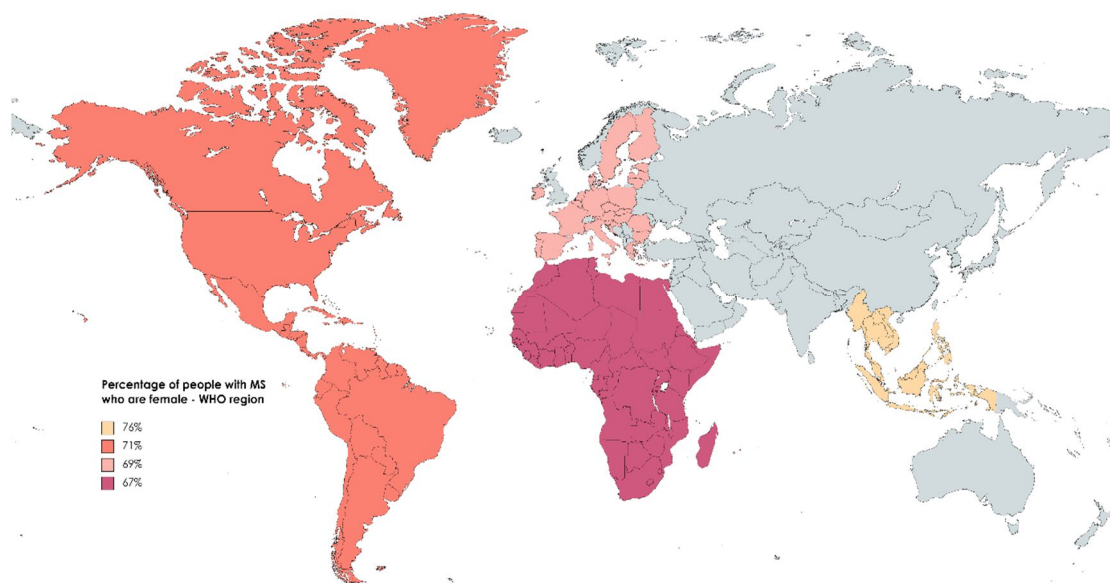 Percentage of people with MS
who are female - WHO region
76%
71%
69%
67%